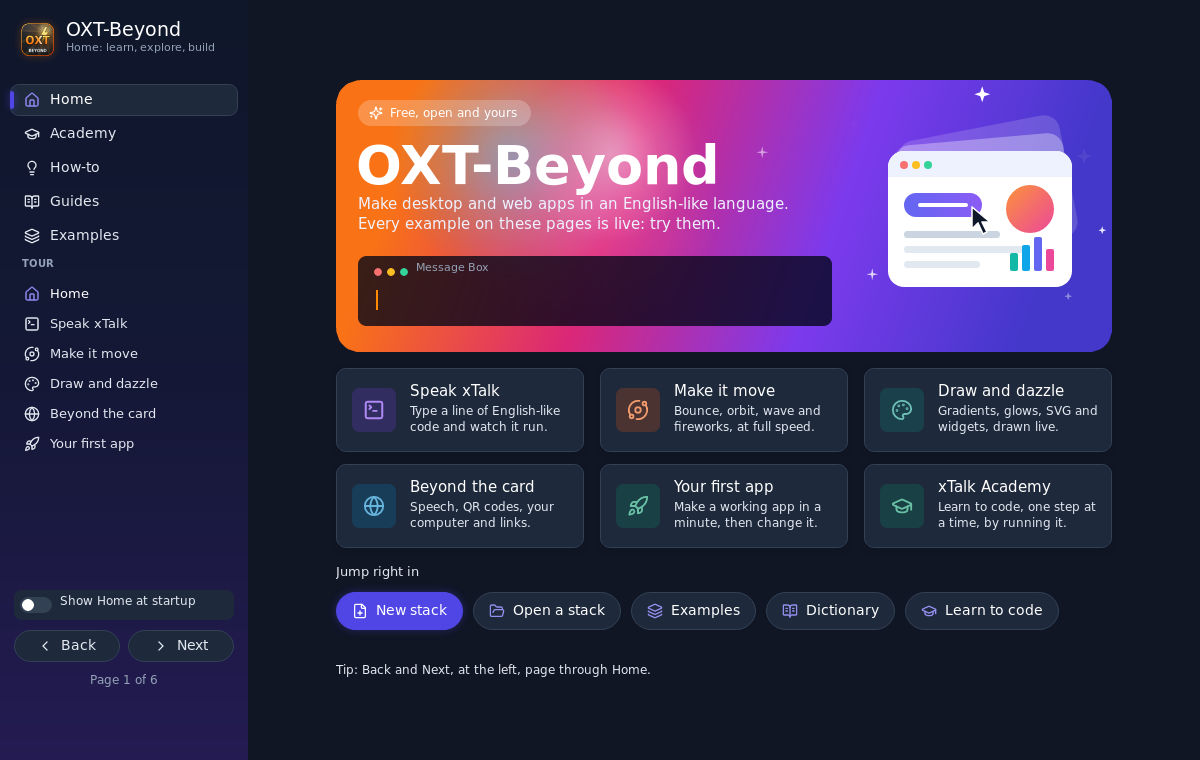 OXT
BEYOND
OXT-Beyond
Home: learn, explore, build
Home
Academy
How-to
Guides
Examples
TOUR
Home
Speak xTalk
Make it move
Draw and dazzle
Beyond the card
Your first app
Show Home at startup
Back
Next
Page 1 of 6
Free, open and yours
OXT-Beyond
Make desktop and web apps in an English-like language.
Every example on these pages is live: try them.
Message Box
Speak xTalk
Type a line of English-like
code and watch it run.
Make it move
Bounce, orbit, wave and
fireworks, at full speed.
Draw and dazzle
Gradients, glows, SVG and
widgets, drawn live.
Beyond the card
Speech, QR codes, your
computer and links.
Your first app
Make a working app in a
minute, then change it.
xTalk Academy
Learn to code, one step at
a time, by running it.
Jump right in
New stack
Open a stack
Examples
Dictionary
Learn to code
Tip: Back and Next, at the left, page through Home.